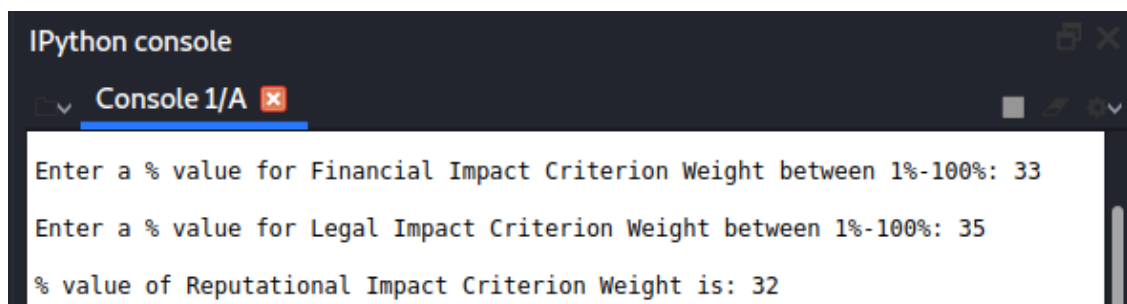 IPython console
Console 1/A
Enter a % value for Financial Impact Criterion Weight between 1%-100%: 33
Enter a % value for Legal Impact Criterion Weight between 1%-100%: 35
% value of Reputational Impact Criterion Weight is: 32